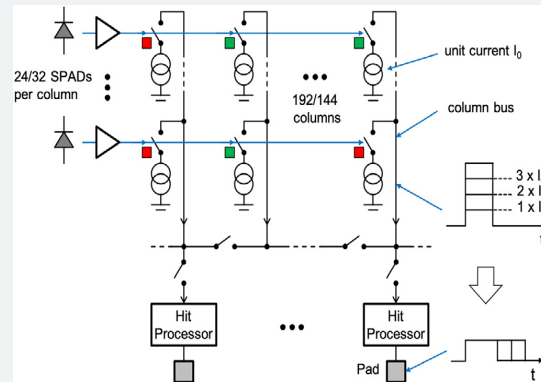 unit current I₀
24/32 SPADs
per column
192/144
columns
column bus
3 x I
2 x I
1 x I
Hit
Processor
Hit
Processor
Pad
t